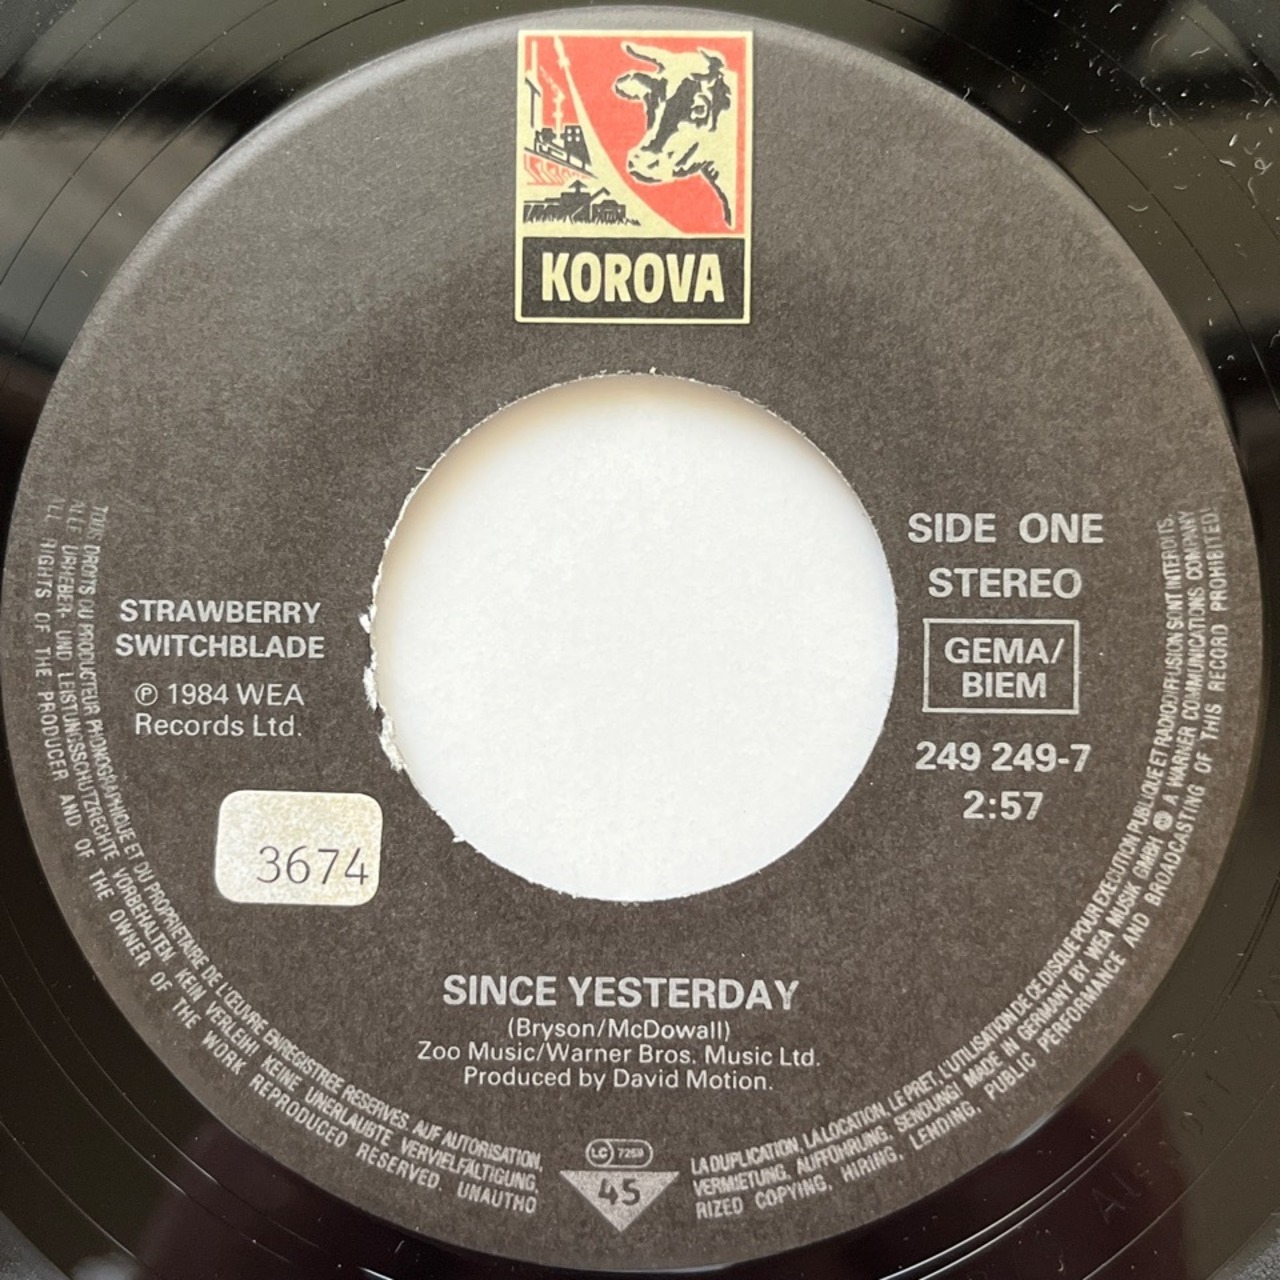 KOROVA
SIDE ONE
STEREO
GEMA/
BIEM
249 249-7
2:57
STRAWBERRY
SWITCHBLADE
℗ 1984 WEA
Records Ltd.
3674
SINCE YESTERDAY
(Bryson/McDowall)
Zoo Music/Warner Bros. Music Ltd.
Produced by David Motion.
LC
45
TOUS DROITS DU PRODUCTEUR PHONOGRAPHIQUE ET DU PROPRIETAIRE DE L'ŒUVRE ENREGISTREE RESERVES. LA DUPLICATION, LA LOCATION, LE PRET, L'UTILISATION DE CE DISQUE POUR EXECUTION PUBLIQUE ET RADIODIFFUSION SONT INTERDITS.
ALLE URHEBER- UND LEISTUNGSSCHUTZRECHTE VORBEHALTEN. KEIN VERLEIH! KEINE UNERLAUBTE VERVIELFÄLTIGUNG, VERMIETUNG, AUFFÜHRUNG, SENDUNG! MADE IN GERMANY BY WEA MUSIK GMBH A WARNER COMMUNICATIONS COMPANY
ALL RIGHTS OF THE PRODUCER AND OF THE OWNER OF THE WORK REPRODUCED RESERVED. UNAUTHORIZED COPYING, HIRING, LENDING, PUBLIC PERFORMANCE AND BROADCASTING OF THIS RECORD PROHIBITED!